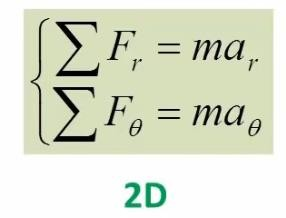 ∑ F_r = ma_r
∑ F_θ = ma_θ
2D